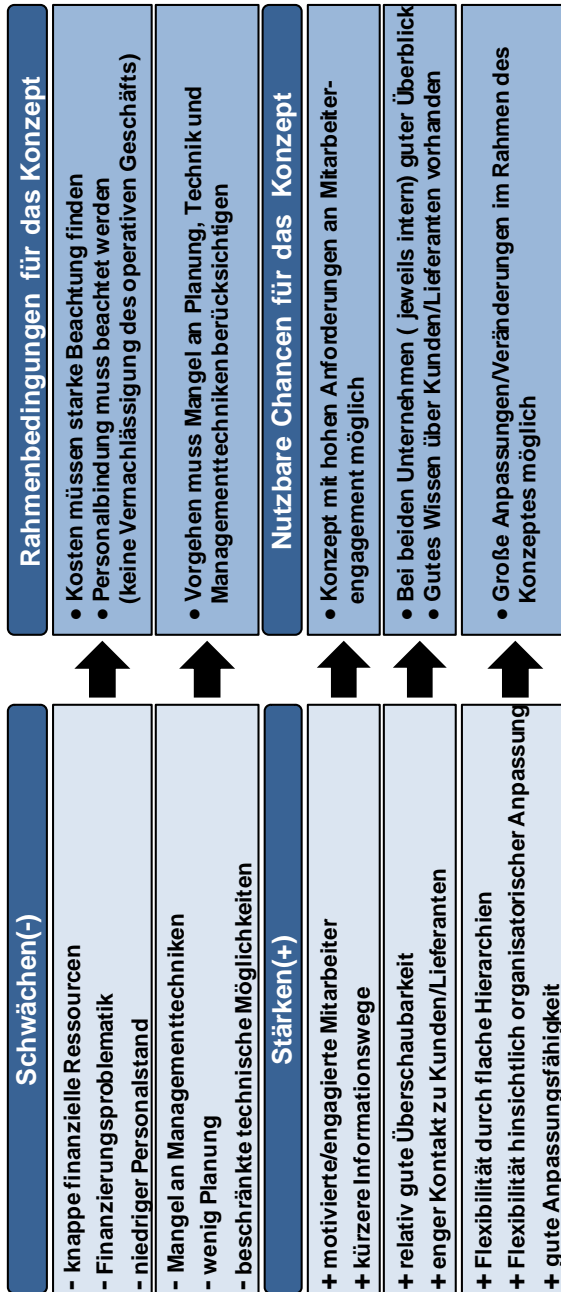 Schwächen(-)
- knappe finanzielle Ressourcen
- Finanzierungsproblematik
- niedriger Personalstand
Rahmenbedingungen für das Konzept
• Kosten müssen starke Beachtung finden
• Personalbindung muss beachtet werden
(keine Vernachlässigung des operativen Geschäfts)
- Mangel an Managementtechniken
- wenig Planung
- beschränkte technische Möglichkeiten
• Vorgehen muss Mangel an Planung, Technik und
Managementtechniken berücksichtigen
Stärken(+)
+ motivierte/engagierte Mitarbeiter
+ kürzere Informationswege
Nutzbare Chancen für das Konzept
• Konzept mit hohen Anforderungen an Mitarbeiter-
engagement möglich
+ relativ gute Überschaubarkeit
+ enger Kontakt zu Kunden/Lieferanten
• Bei beiden Unternehmen ( jeweils intern) guter Überblick
• Gutes Wissen über Kunden/Lieferanten vorhanden
+ Flexibilität durch flache Hierarchien
+ Flexibilität hinsichtlich organisatorischer Anpassung
+ gute Anpassungsfähigkeit
• Große Anpassungen/Veränderungen im Rahmen des
Konzeptes möglich